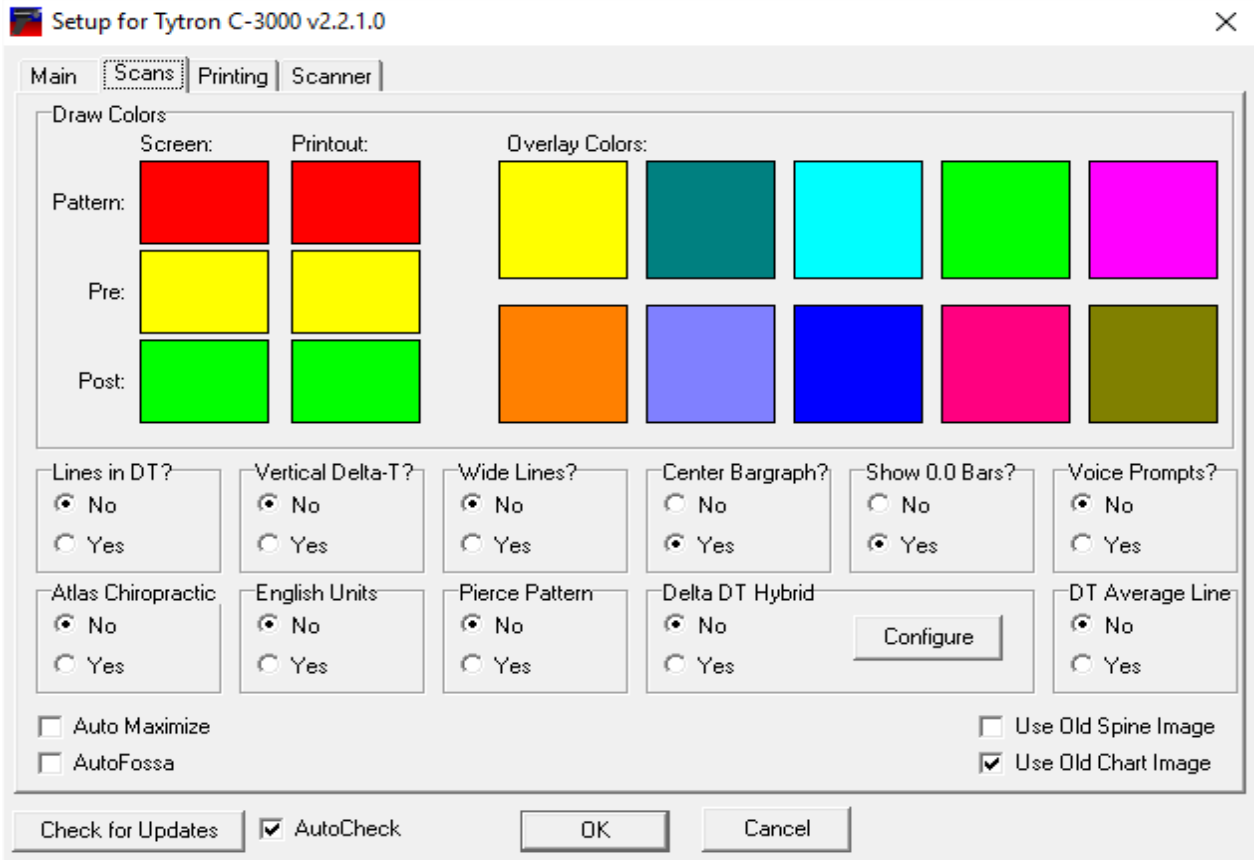 Setup for Tytron C-3000 v2.2.1.0
Main Scans Printing Scanner
Draw Colors
Screen: Printout: Overlay Colors:
Pattern:
Pre:
Post:
Lines in DT? Vertical Delta-T? Wide Lines? Center Bargraph? Show 0.0 Bars? Voice Prompts?
No No No No No No
Yes Yes Yes Yes Yes Yes
Atlas Chiropractic English Units Pierce Pattern Delta DT Hybrid DT Average Line
No No No No Configure No
Yes Yes Yes Yes Yes
Auto Maximize Use Old Spine Image
AutoFossa Use Old Chart Image
Check for Updates AutoCheck OK Cancel